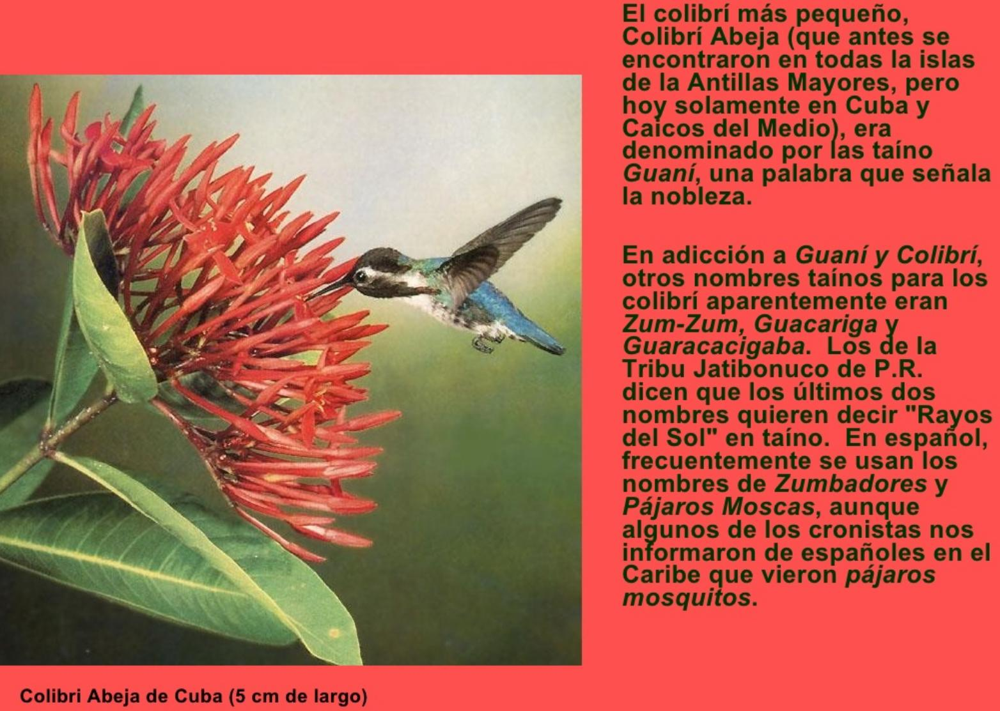 El colibrí más pequeño,
Colibrí Abeja (que antes se
encontraron en todas la islas
de la Antillas Mayores, pero
hoy solamente en Cuba y
Caicos del Medio), era
denominado por las taíno
Guaní, una palabra que señala
la nobleza.
En adicción a Guaní y Colibrí,
otros nombres taínos para los
colibrí aparentemente eran
Zum-Zum, Guacariga y
Guaracacigaba.  Los de la
Tribu Jatibonuco de P.R.
dicen que los últimos dos
nombres quieren decir "Rayos
del Sol" en taíno.  En español,
frecuentemente se usan los
nombres de Zumbadores y
Pájaros Moscas, aunque
algunos de los cronistas nos
informaron de españoles en el
Caribe que vieron pájaros
mosquitos.
Colibri Abeja de Cuba (5 cm de largo)